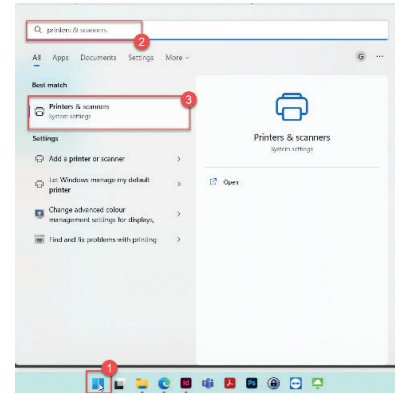 printers & scanners
2
All Apps Documents Settings More
G ...
Best match
3
Printers & scanners
System settings
Settings
Add a printer or scanner
Let Windows manage my default
printer
Change advanced colour
management settings for displays,
Find and fix problems with printing
Printers & scanners
System settings
Open
1
Id
Ps